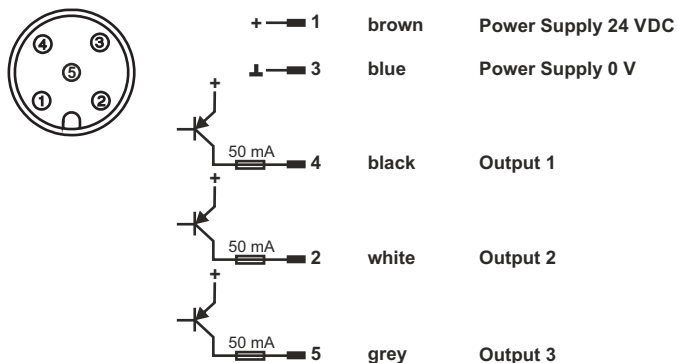 4 3
5
1 2
+ 1 brown Power Supply 24 VDC
3 blue Power Supply 0 V
+
50 mA 4 black Output 1
+
50 mA 2 white Output 2
+
50 mA 5 grey Output 3